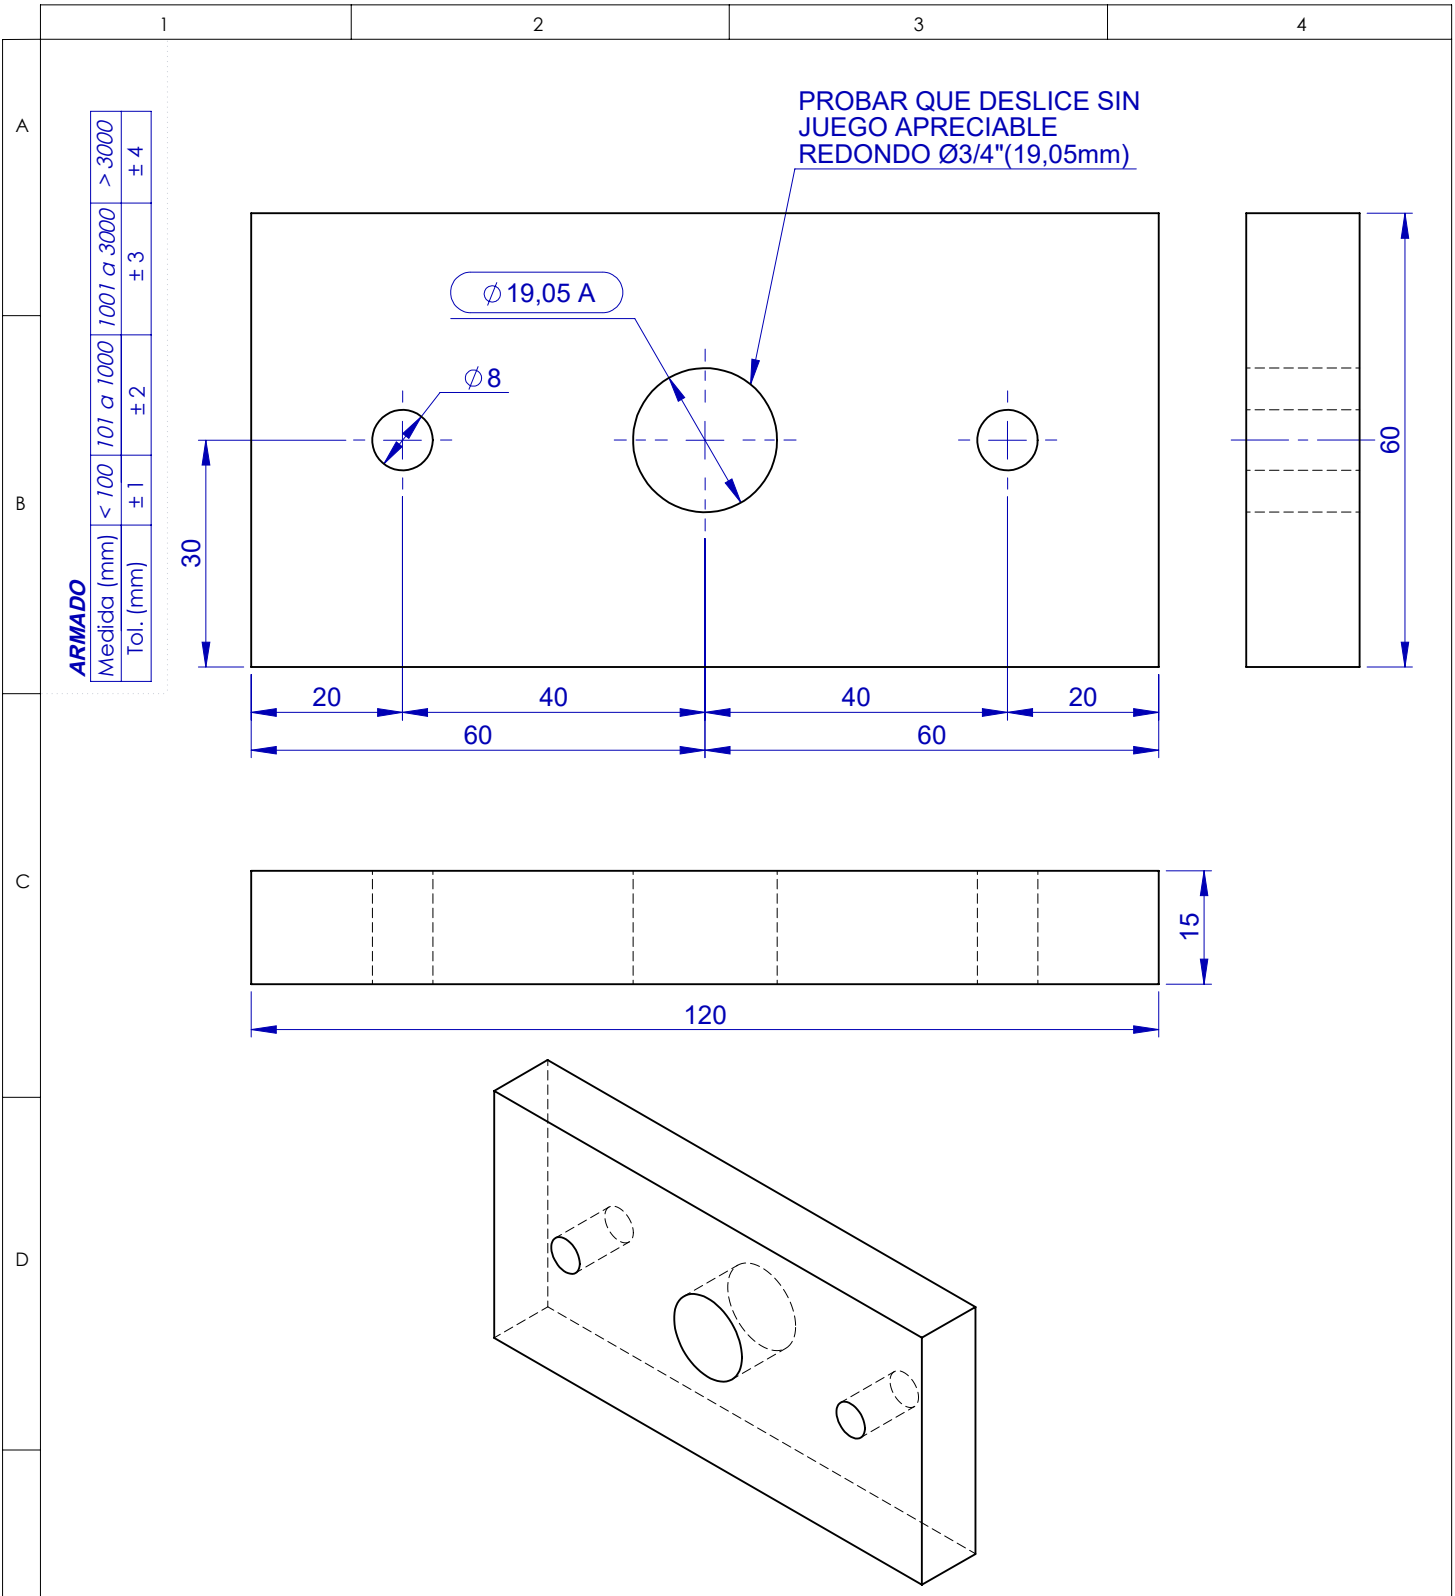 1 2 3 4
A
B
C
D
ARMADO
Medida (mm) < 100 101 a 1000 1001 a 3000 > 3000
Tol. (mm) ± 1 ± 2 ± 3 ± 4
PROBAR QUE DESLICE SIN
JUEGO APRECIABLE
REDONDO Ø3/4"(19,05mm)
∅ 19,05 A
∅ 8
30
60
20 40 40 20
60 60
15
120